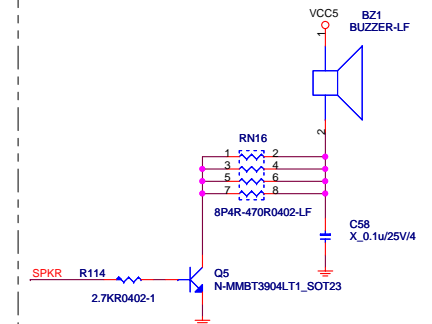 VCC5
BZ1
BUZZER-LF
1
2
RN16
1 2
3 4
5 6
7 8
8P4R-470R0402-LF
C58
X_0.1u/25V/4
SPKR R114
2.7KR0402-1
Q5
N-MMBT3904LT1_SOT23